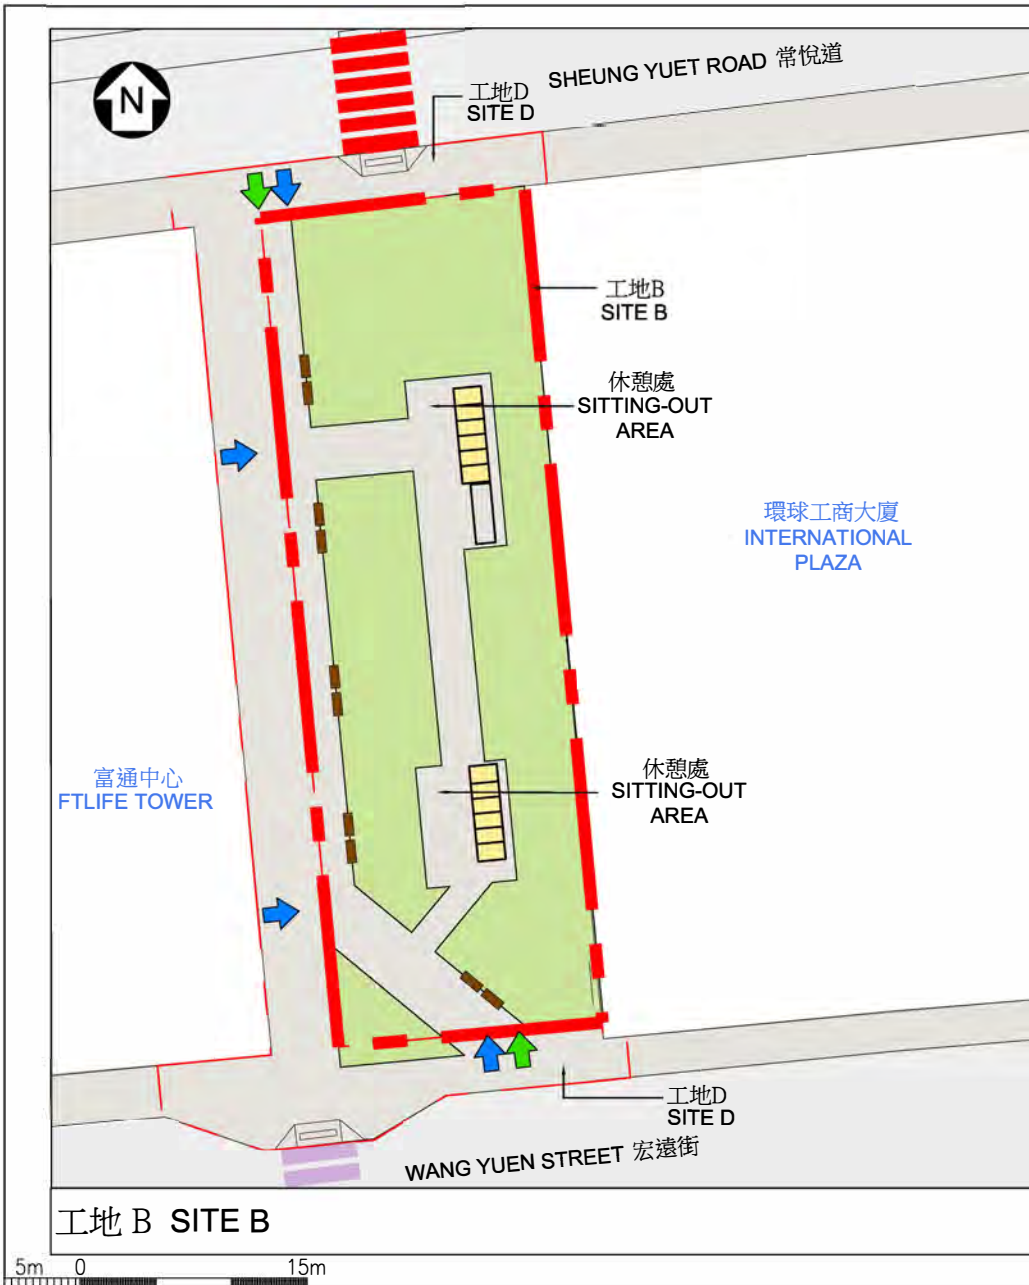 N
SHEUNG YUET ROAD 常悅道
工地D
SITE D
工地B
SITE B
休憩處
SITTING-OUT
AREA
環球工商大廈
INTERNATIONAL
PLAZA
富通中心
FTLIFE TOWER
休憩處
SITTING-OUT
AREA
工地D
SITE D
WANG YUEN STREET 宏遠街
工地 B SITE B
5m 0 15m